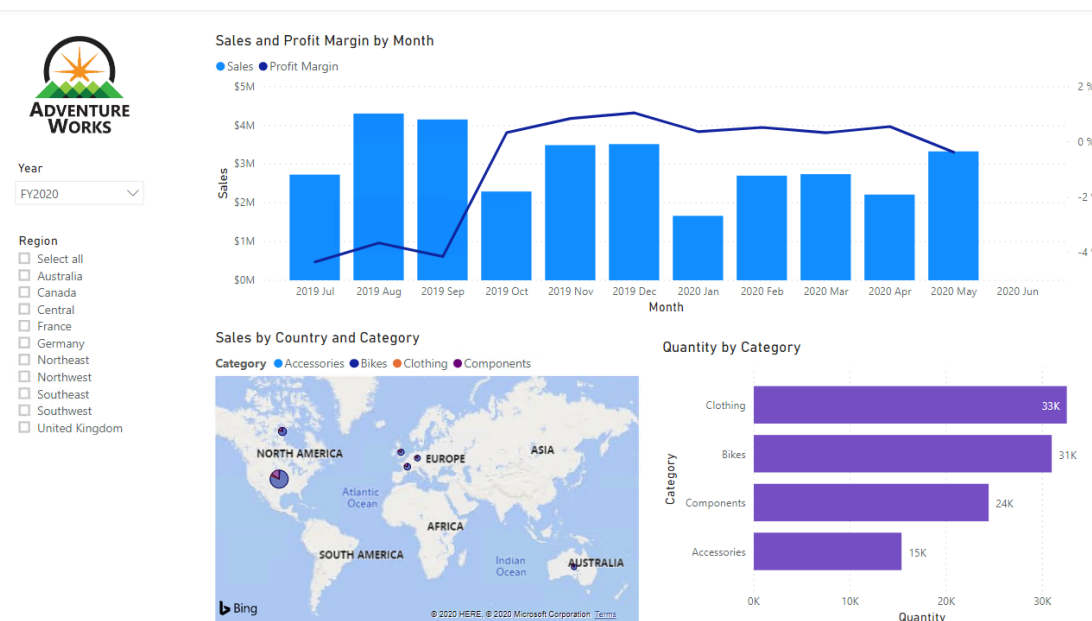 ADVENTURE
WORKS
Year
FY2020
Region
Select all
Australia
Canada
Central
France
Germany
Northeast
Northwest
Southeast
Southwest
United Kingdom
Sales and Profit Margin by Month
Sales Profit Margin
$5M
$4M
$3M
$2M
$1M
$0M
Sales
2 %
0 %
-2 %
-4 %
2019 Jul 2019 Aug 2019 Sep 2019 Oct 2019 Nov 2019 Dec 2020 Jan 2020 Feb 2020 Mar 2020 Apr 2020 May 2020 Jun
Month
Sales by Country and Category
Category Accessories Bikes Clothing Components
NORTH AMERICA
EUROPE
ASIA
Atlantic
Ocean
AFRICA
SOUTH AMERICA
Indian
Ocean
AUSTRALIA
Bing
© 2020 HERE, © 2020 Microsoft Corporation Terms
Quantity by Category
Category
Clothing 33K
Bikes 31K
Components 24K
Accessories 15K
0K 10K 20K 30K
Quantity